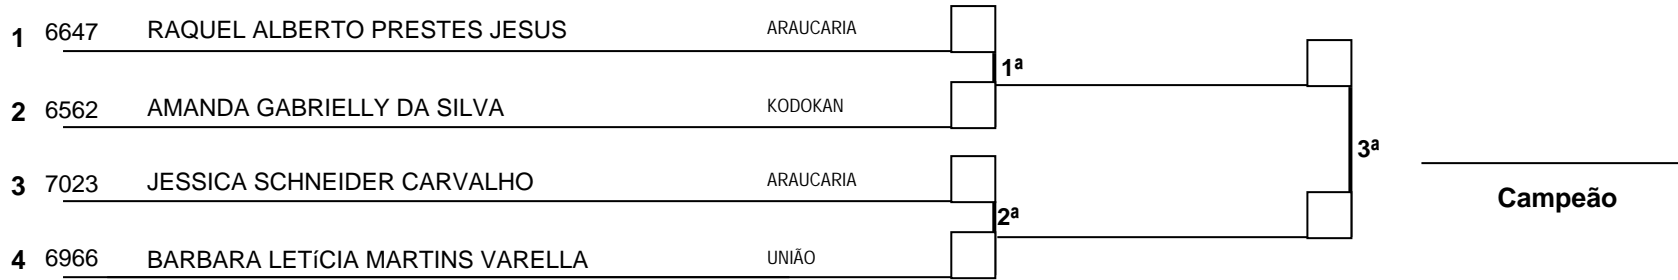 1 6647 RAQUEL ALBERTO PRESTES JESUS ARAUCARIA
1ª
2 6562 AMANDA GABRIELLY DA SILVA KODOKAN
3ª
3 7023 JESSICA SCHNEIDER CARVALHO ARAUCARIA
Campeão
2ª
4 6966 BARBARA LETíCIA MARTINS VARELLA UNIÃO